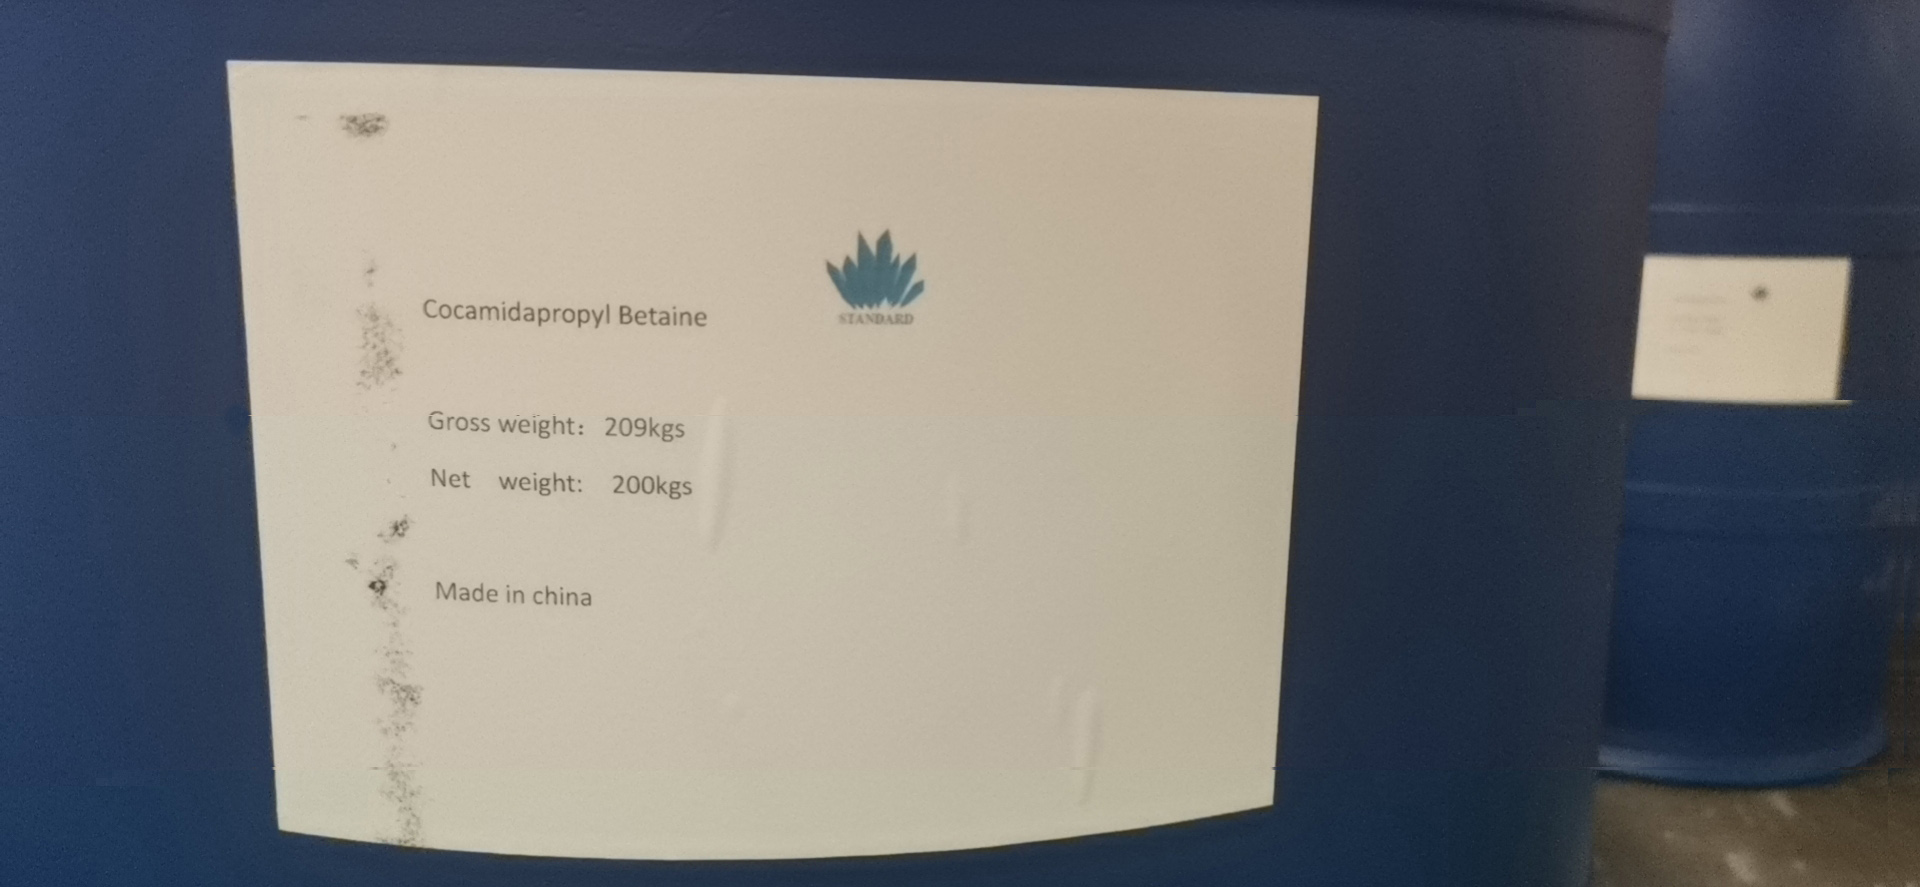 Cocamidapropyl Betaine
STANDARD
Gross weight: 209kgs
Net weight: 200kgs
Made in china